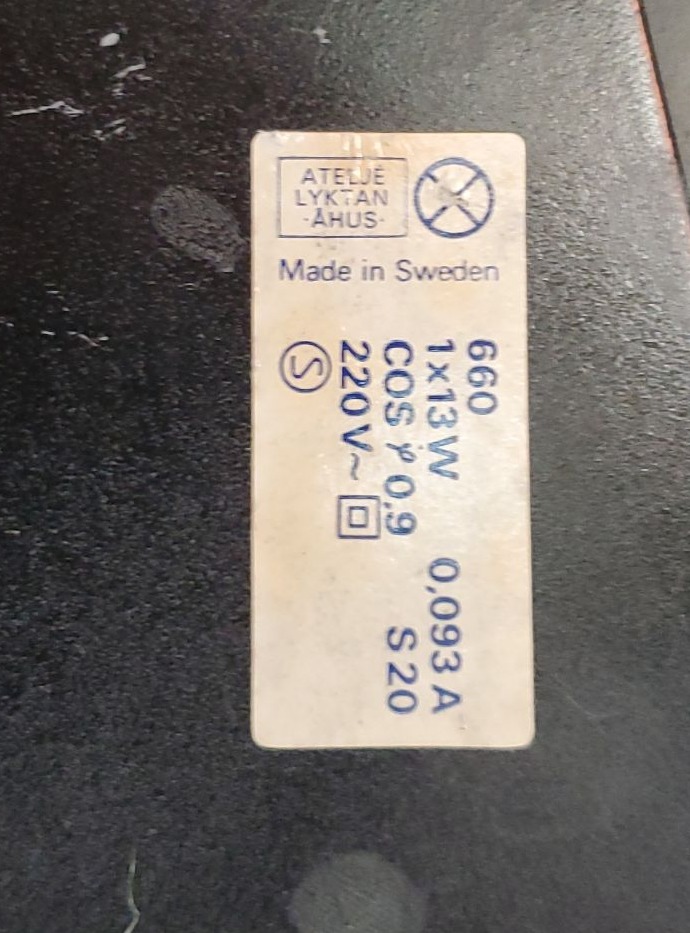 ATELJÉ
LYKTAN
·ÅHUS·
Made in Sweden
660
1x13W 0,093 A
COS φ 0,9 S 20
220V~
S